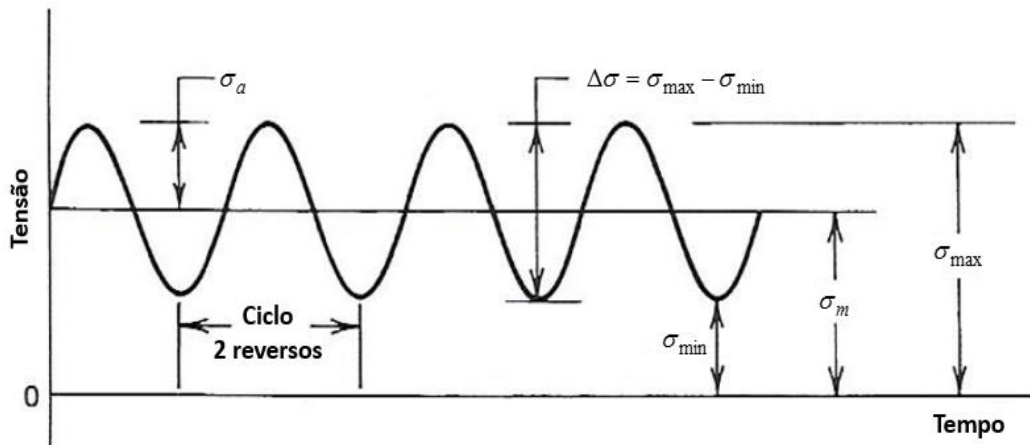 σa
Δσ = σmax − σmin
Tensão
σmax
σm
σmin
Ciclo
2 reversos
0
Tempo